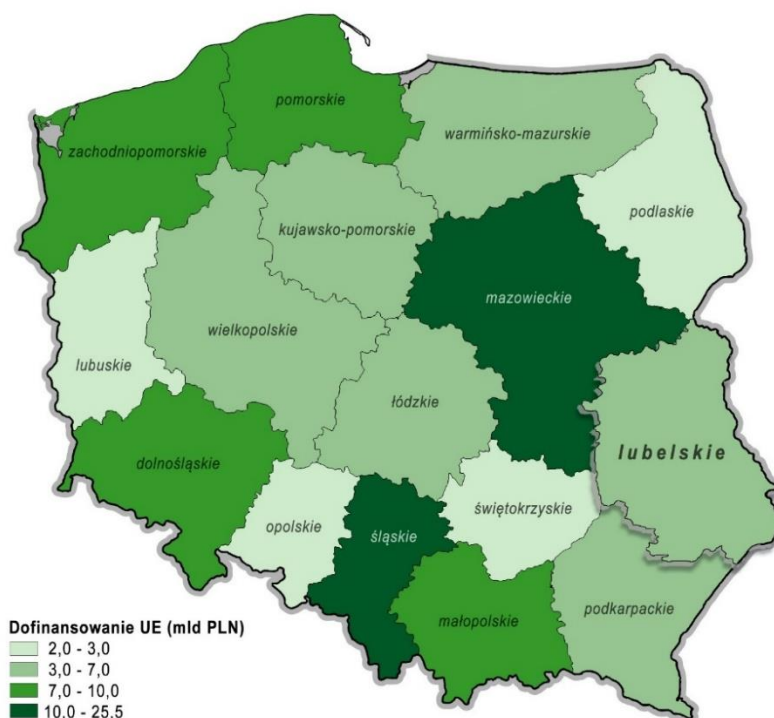 pomorskie
warmińsko-mazurskie
zachodniopomorskie
podlaskie
kujawsko-pomorskie
mazowieckie
wielkopolskie
lubuskie
łódzkie
lubelskie
dolnośląskie
świętokrzyskie
opolskie
śląskie
podkarpackie
małopolskie
Dofinansowanie UE (mld PLN)
2,0 - 3,0
3,0 - 7,0
7,0 - 10,0
10,0 - 25,5